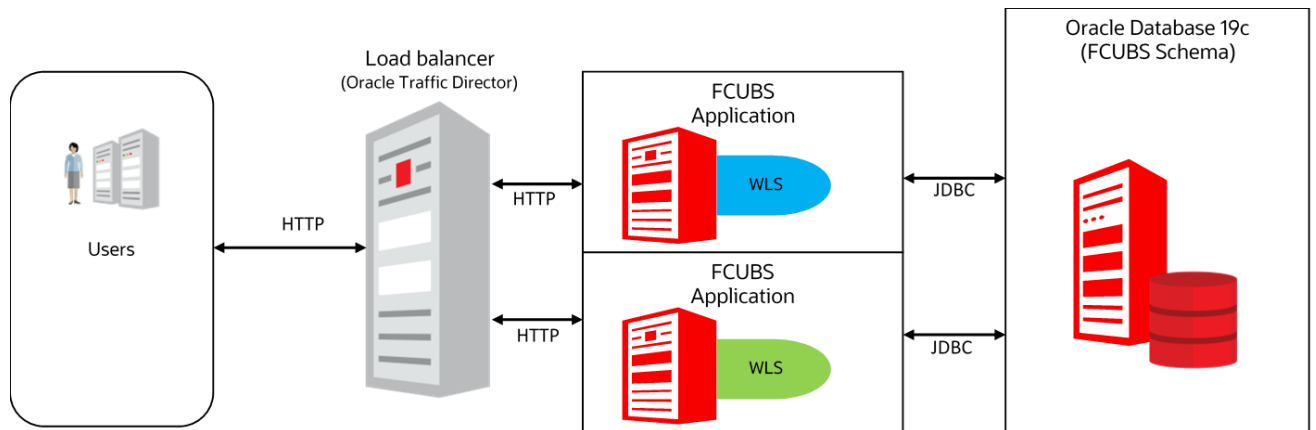 Oracle Database 19c
(FCUBS Schema)
Load balancer
(Oracle Traffic Director)
FCUBS
Application
WLS
HTTP
JDBC
HTTP
Users
FCUBS
Application
HTTP
JDBC
WLS